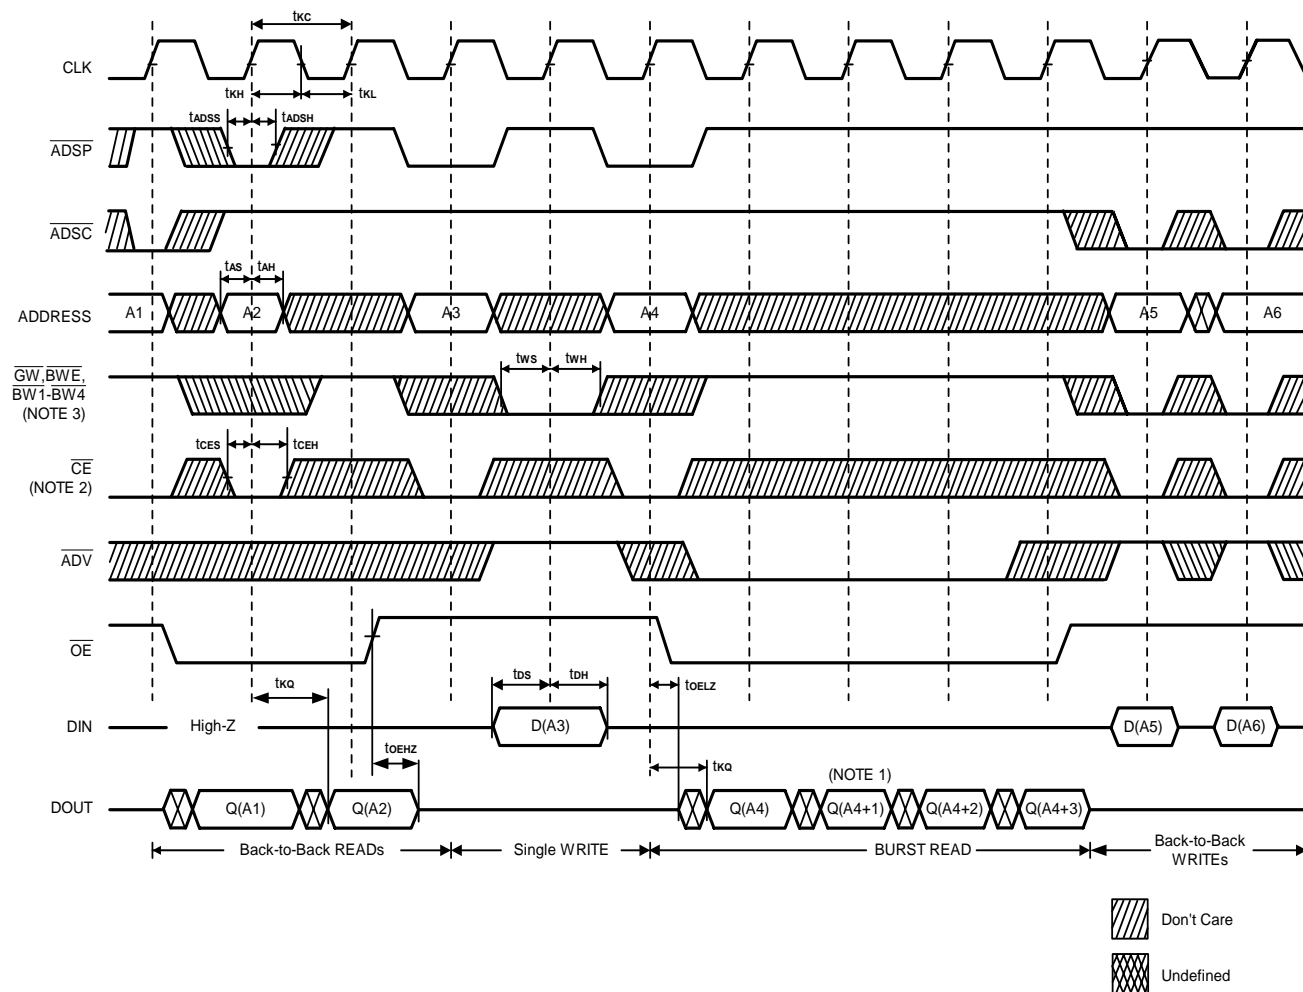 tKC
CLK
tKH
tKL
tADSS
tADSH
ADSP
ADSC
tAS
tAH
ADDRESS
A1
A2
A3
A4
A5
A6
GW,BWE,
BW1-BW4
(NOTE 3)
tWS
tWH
tCES
tCEH
CE
(NOTE 2)
ADV
OE
tKQ
tDS
tDH
tOELZ
DIN
High-Z
D(A3)
D(A5)
D(A6)
tOEHZ
tKQ
(NOTE 1)
DOUT
Q(A1)
Q(A2)
Q(A4)
Q(A4+1)
Q(A4+2)
Q(A4+3)
Back-to-Back READs
Single WRITE
BURST READ
Back-to-Back
WRITEs
Don't Care
Undefined